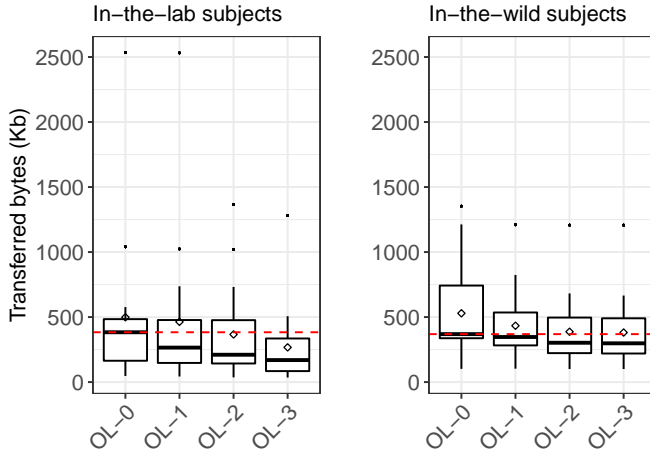 In-the-lab subjects
In-the-wild subjects
Transferred bytes (Kb)
2500
2000
1500
1000
500
0
OL-0
OL-1
OL-2
OL-3
2500
2000
1500
1000
500
0
OL-0
OL-1
OL-2
OL-3